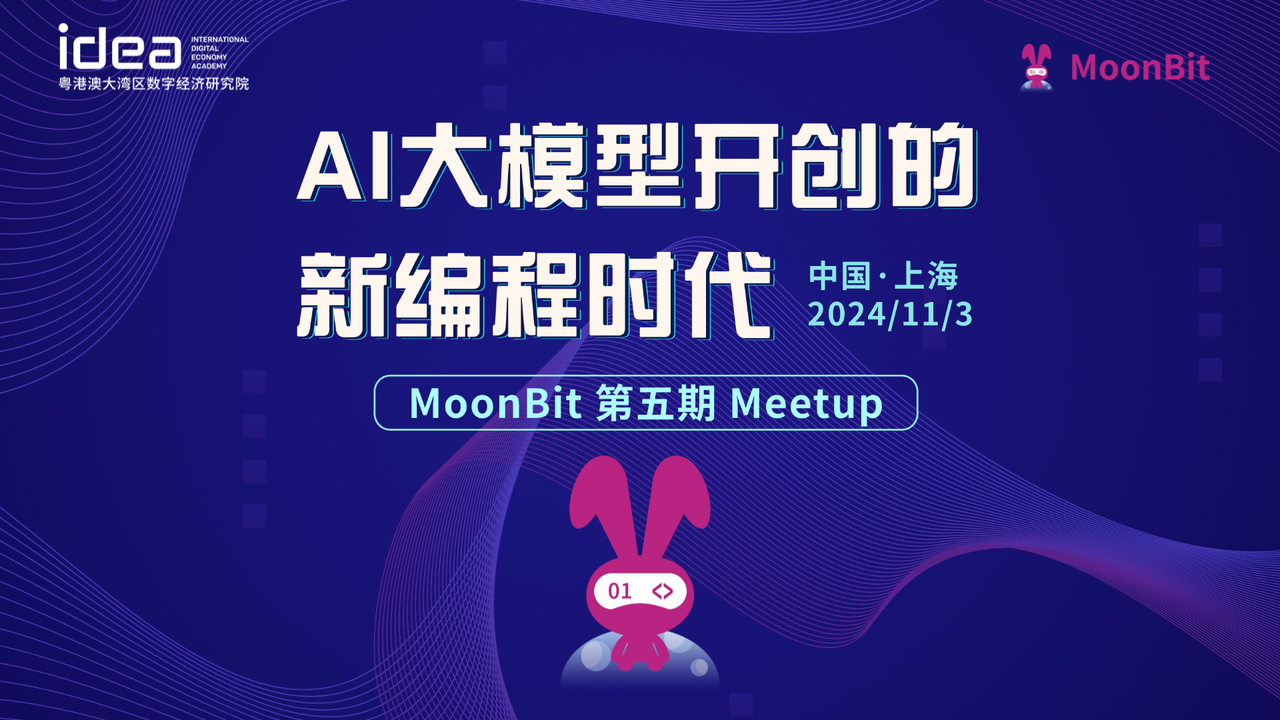 idea
INTERNATIONAL
DIGITAL
ECONOMY
ACADEMY
粤港澳大湾区数字经济研究院
MoonBit
AI大模型开创的
新编程时代
中国·上海
2024/11/3
MoonBit 第五期 Meetup
01 <>